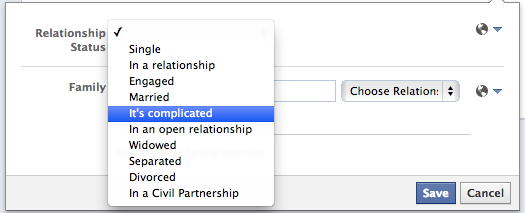 Relationship
Status
✓
Single
In a relationship
Engaged
Married
It's complicated
In an open relationship
Widowed
Separated
Divorced
In a Civil Partnership
Family
Choose Relations
Save
Cancel